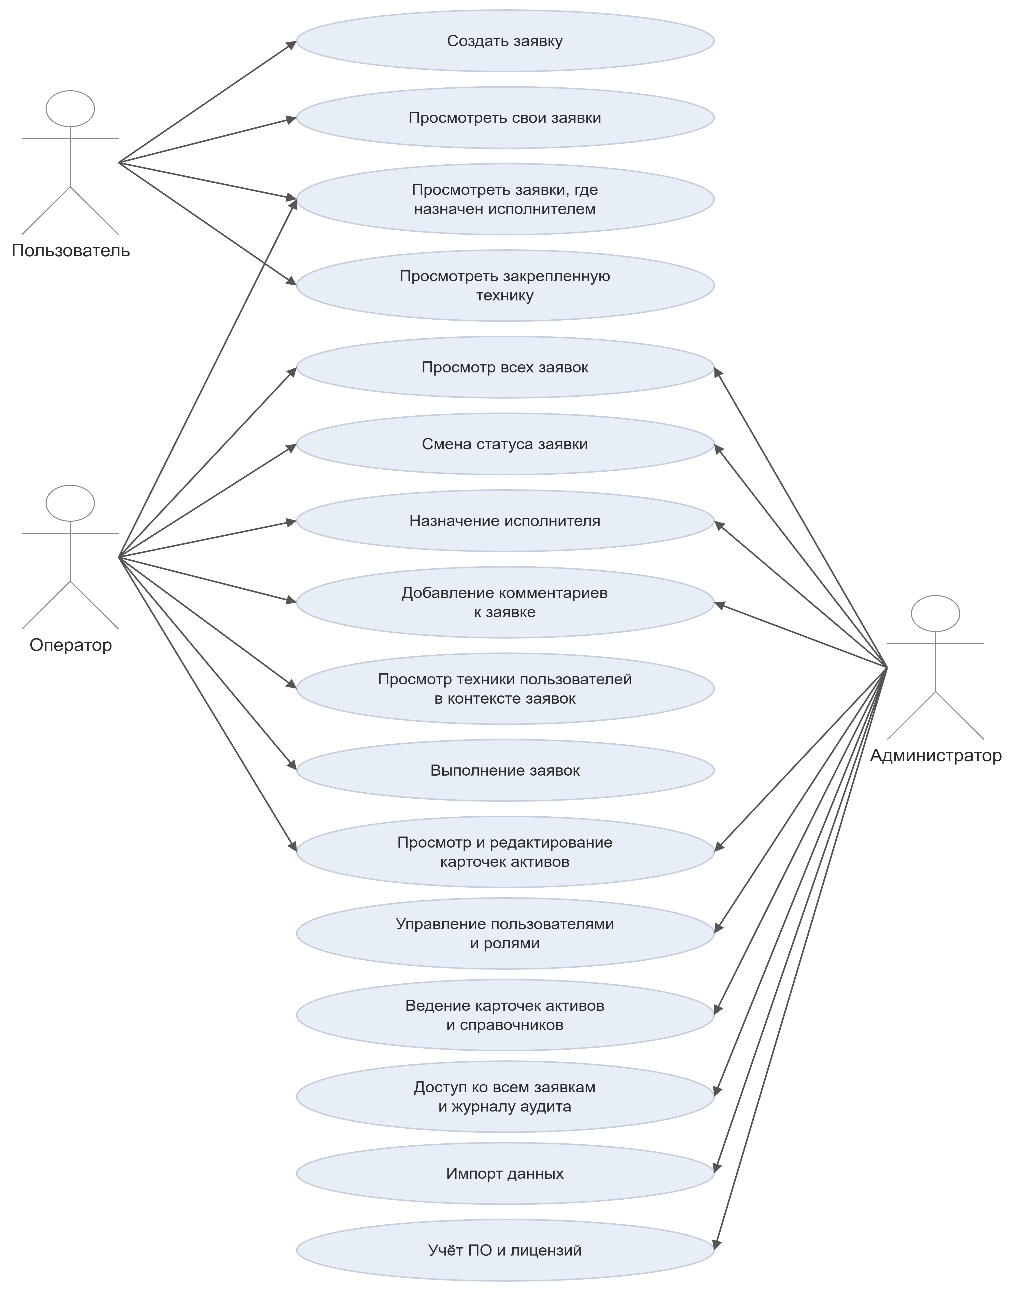 Создать заявку
Просмотреть свои заявки
Просмотреть заявки, где
назначен исполнителем
Пользователь
Просмотреть закрепленную
технику
Просмотр всех заявок
Смена статуса заявки
Назначение исполнителя
Добавление комментариев
к заявке
Оператор
Просмотр техники пользователей
в контексте заявок
Администратор
Выполнение заявок
Просмотр и редактирование
карточек активов
Управление пользователями
и ролями
Ведение карточек активов
и справочников
Доступ ко всем заявкам
и журналу аудита
Импорт данных
Учёт ПО и лицензий